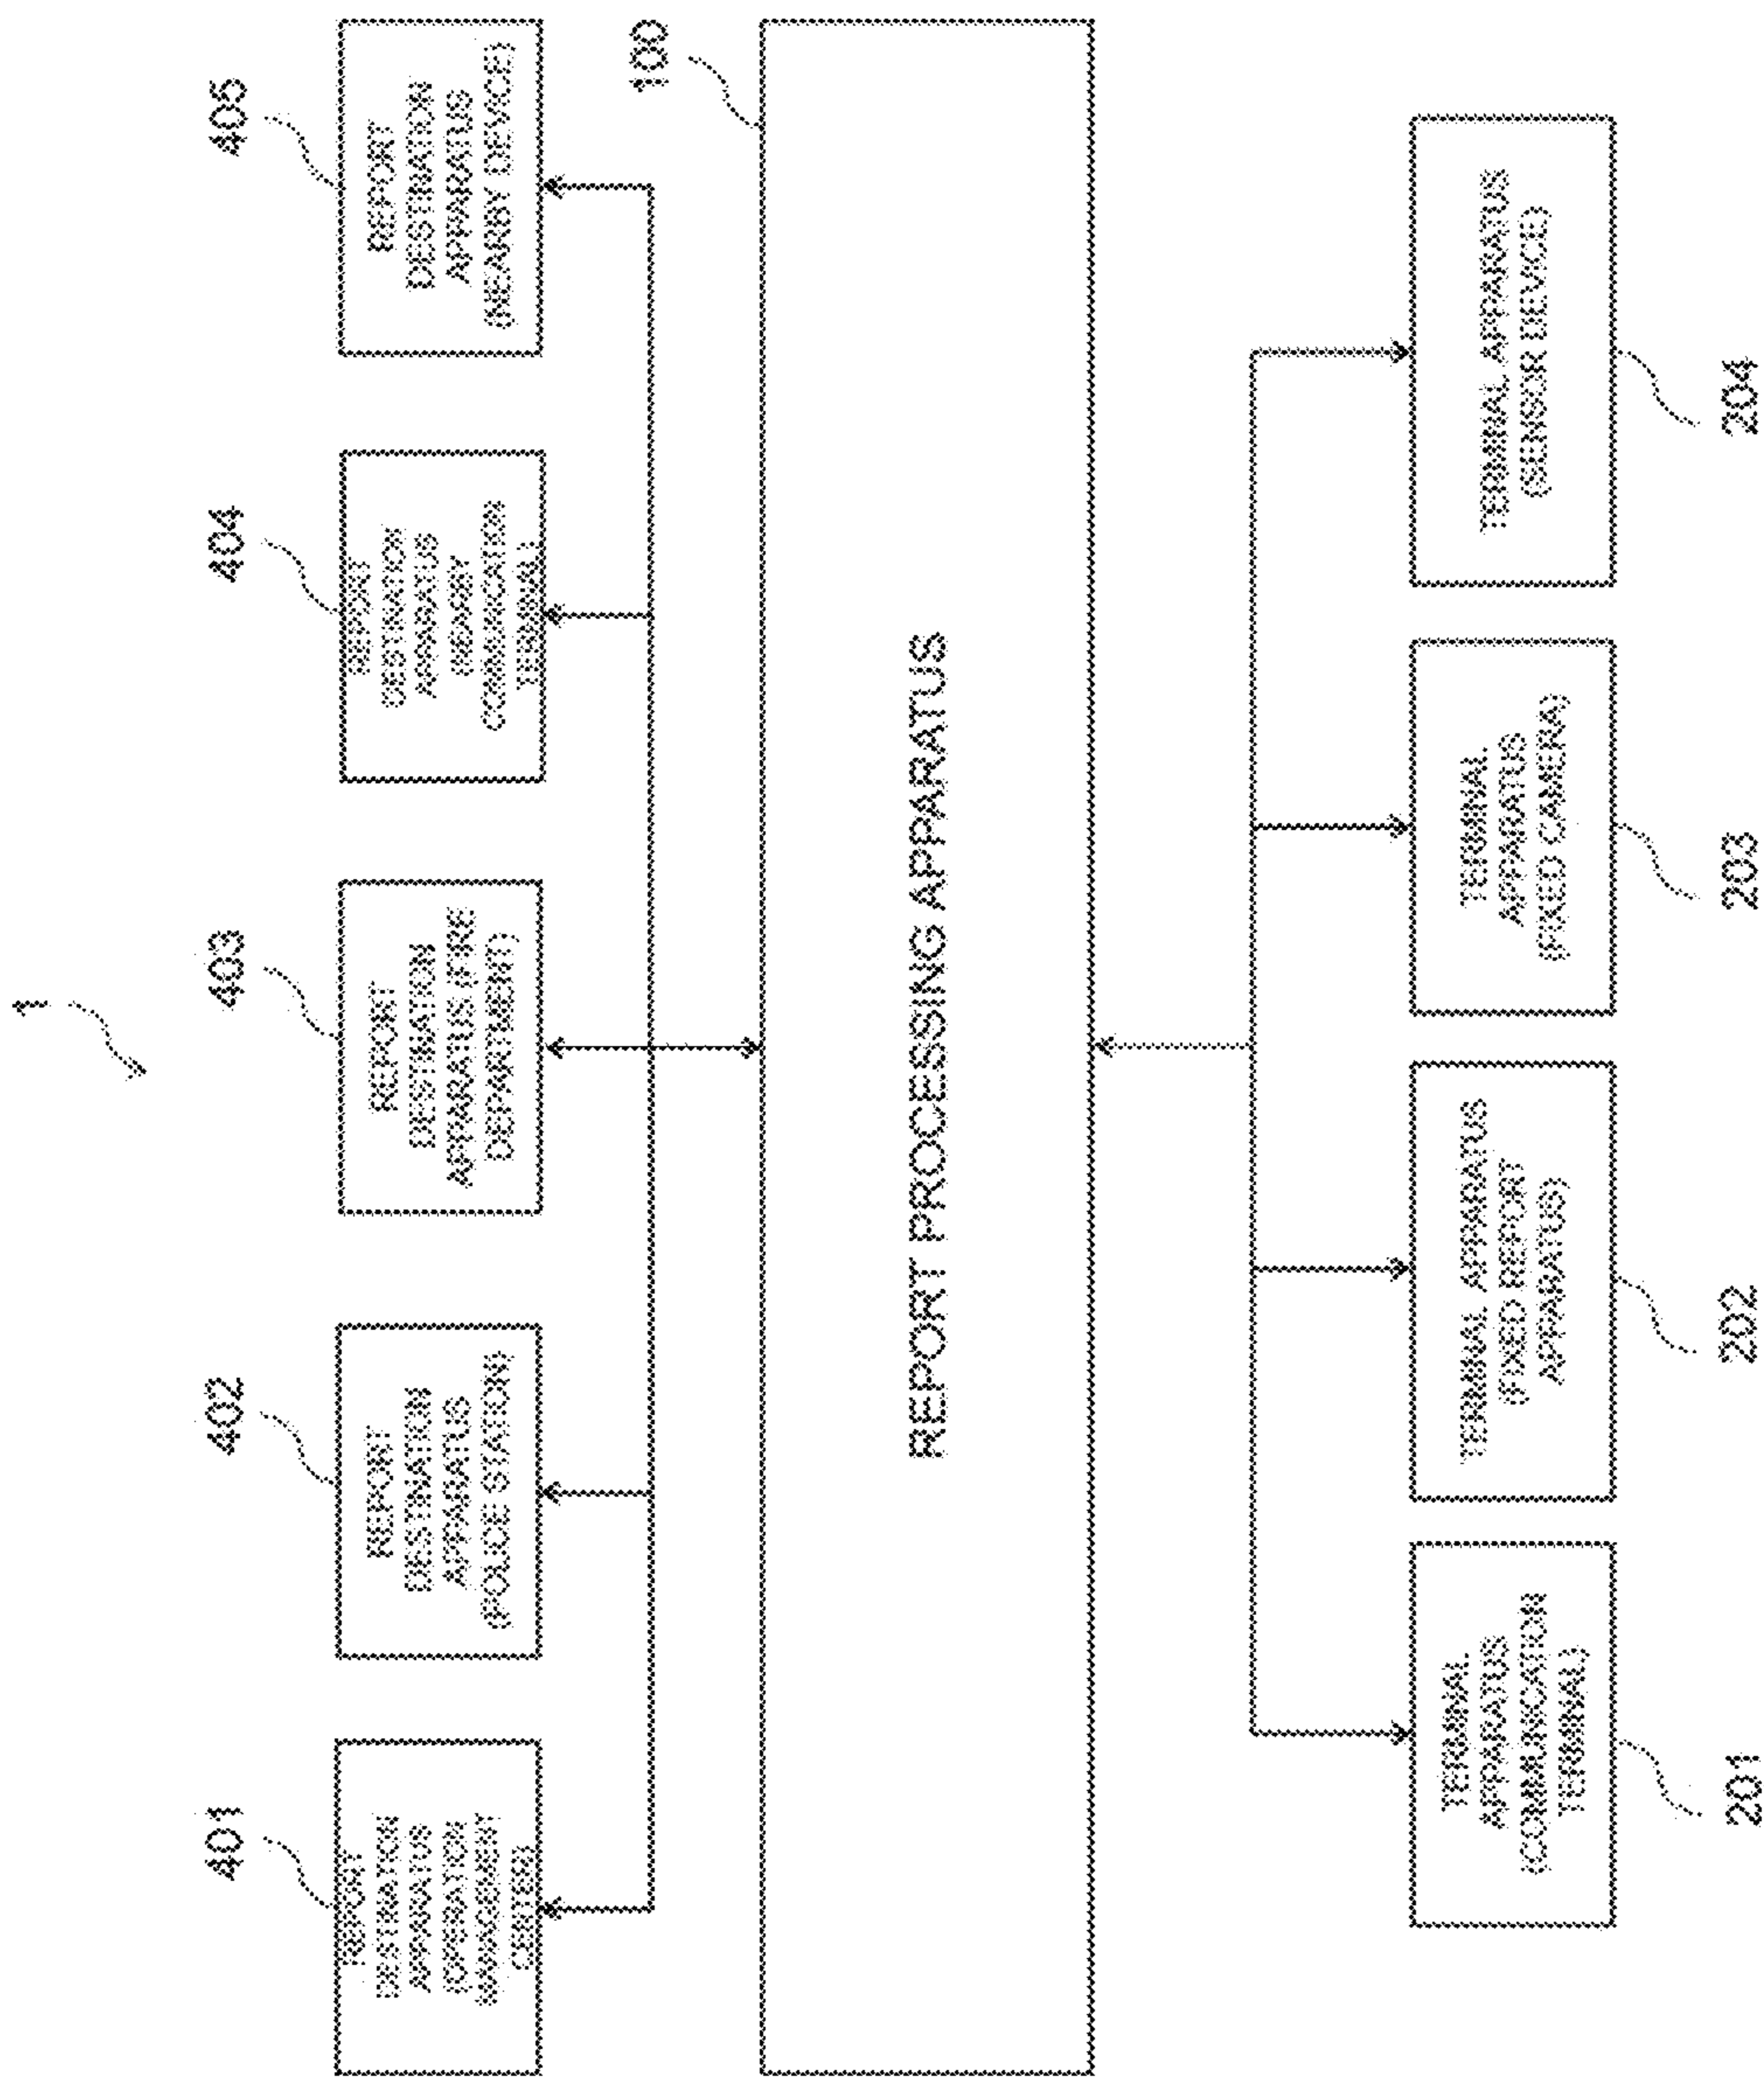 1
401
402
403
404
405
REPORT
DESTINATION
APPARATUS
(OPERATION
MANAGEMENT
CENTER)
REPORT
DESTINATION
APPARATUS
(POLICE STATION)
REPORT
DESTINATION
APPARATUS (FIRE
DEPARTMENT)
REPORT
DESTINATION
APPARATUS
(NEARBY
COMMUNICATION
TERMINAL)
REPORT
DESTINATION
APPARATUS
(NEARBY DEVICE)
100
REPORT PROCESSING APPARATUS
TERMINAL
APPARATUS
(COMMUNICATION
TERMINAL)
TERMINAL APPARATUS
(FIXED REPORT
APPARATUS)
TERMINAL
APPARATUS
(FIXED CAMERA)
TERMINAL APPARATUS
(SENSOR DEVICE)
201
202
203
204